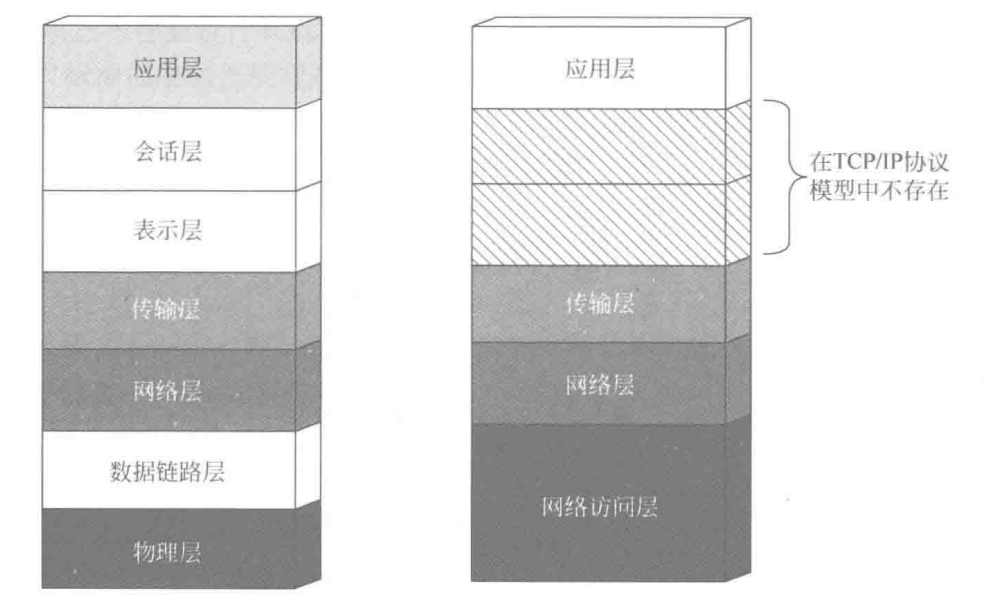 应用层
会话层
表示层
传输层
网络层
数据链路层
物理层
应用层
传输层
网络层
网络访问层
在TCP/IP协议
模型中不存在